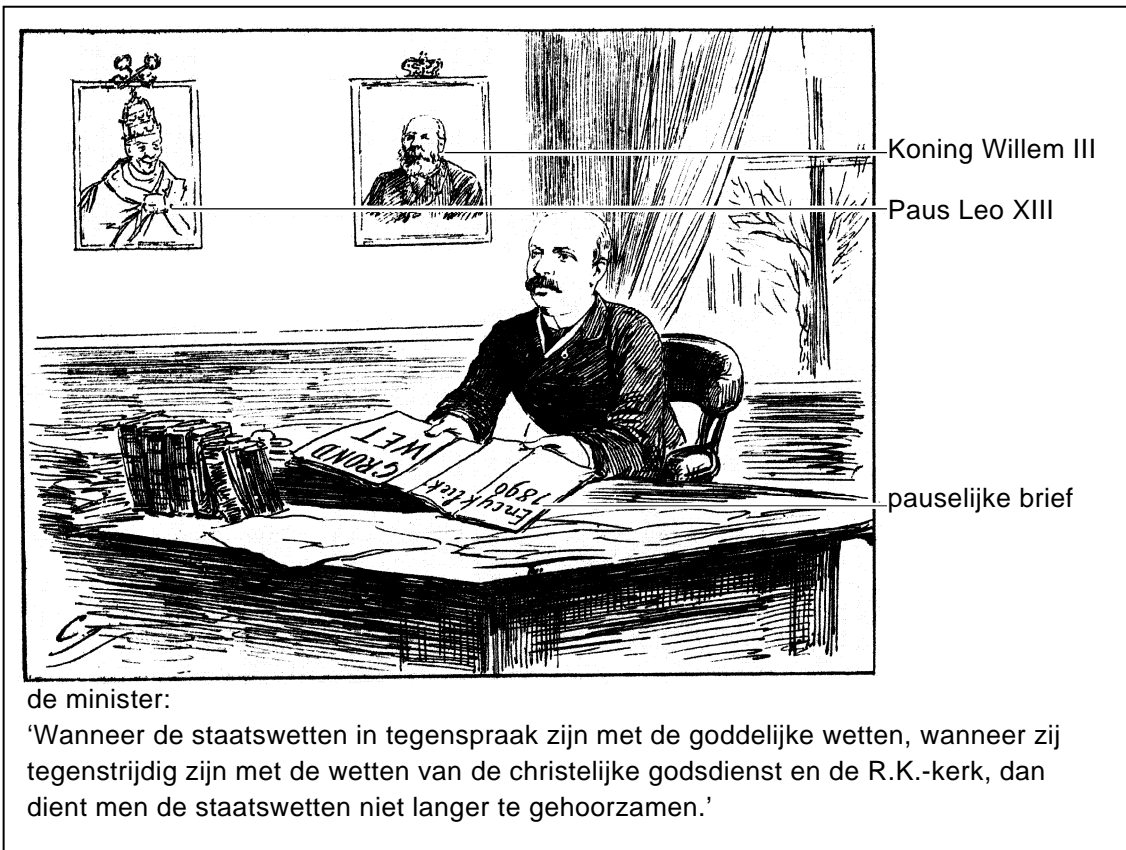 Koning Willem III
Paus Leo XIII
GROND
WET
Encykliek
1890
pauselijke brief
de minister:
‘Wanneer de staatswetten in tegenspraak zijn met de goddelijke wetten, wanneer zij
tegenstrijdig zijn met de wetten van de christelijke godsdienst en de R.K.-kerk, dan
dient men de staatswetten niet langer te gehoorzamen.’